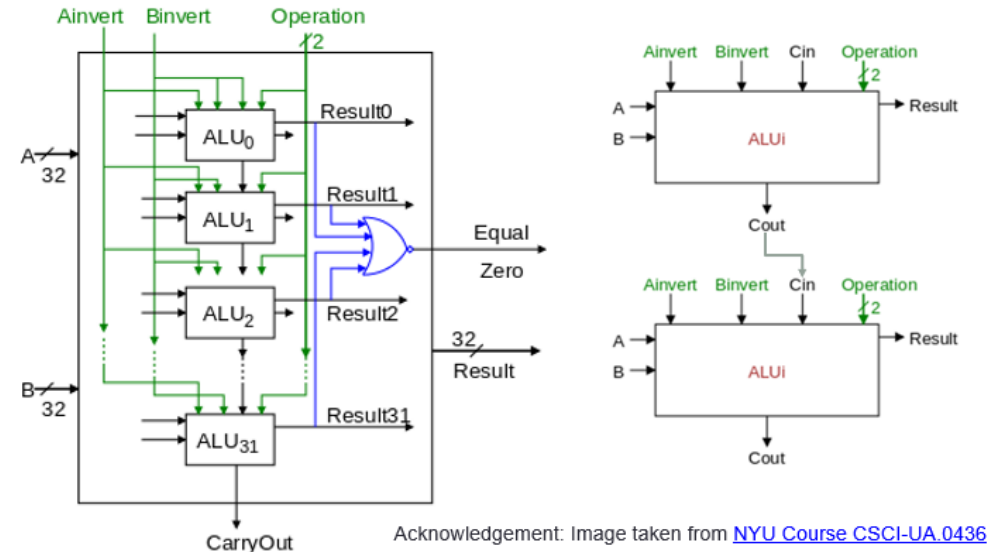 Ainvert Binvert Operation
2
ALU0
Result0
A
32
ALU1
Result1
Equal
Zero
ALU2
Result2
32
Result
B
32
ALU31
Result31
CarryOut
Ainvert Binvert Cin Operation
2
A
B
ALUi
Result
Cout
Ainvert Binvert Cin Operation
2
A
B
ALUi
Result
Cout
Acknowledgement: Image taken from NYU Course CSCI-UA.0436